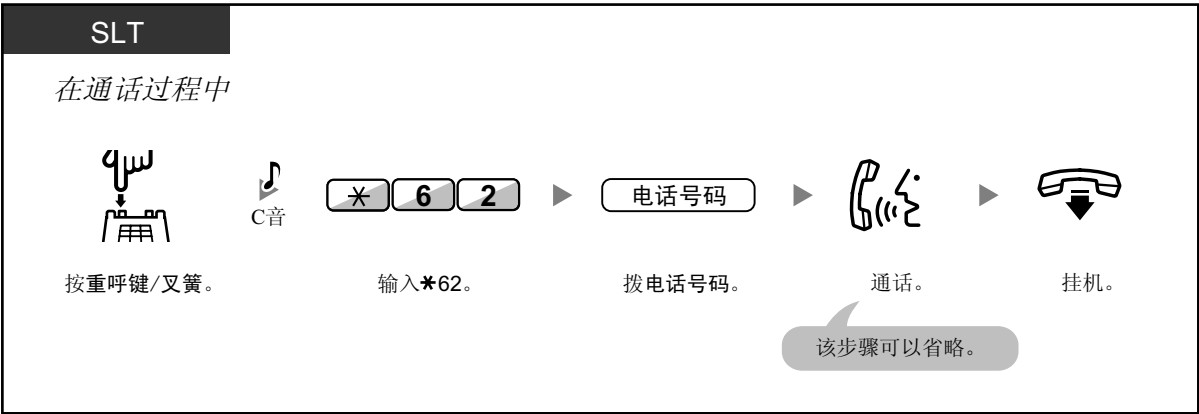 SLT
在通话过程中
C音
* 6 2
电话号码
按重呼键/叉簧。
输入*62。
拨电话号码。
通话。
挂机。
该步骤可以省略。